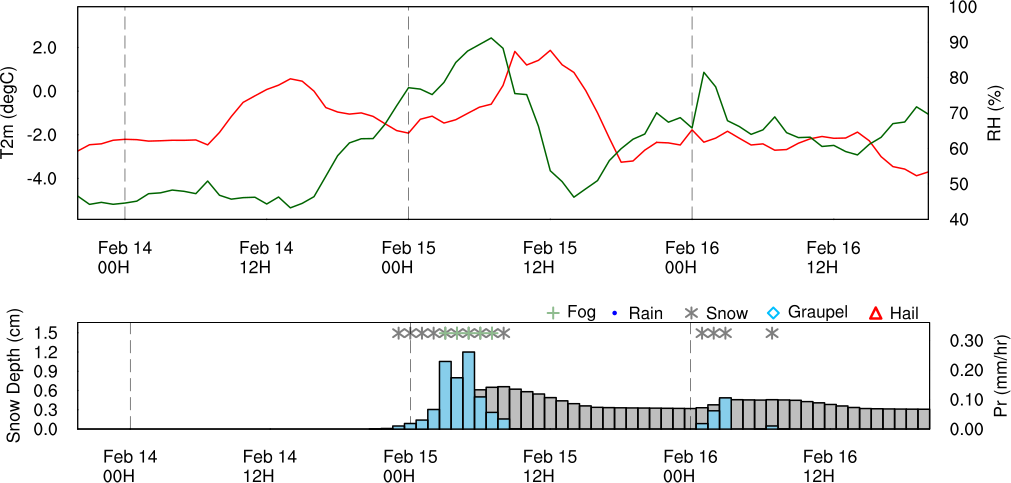 100
2.0
90
0.0
80
-2.0
70
-4.0
60
50
40
T2m (degC)
RH (%)
Feb 14 Feb 14 Feb 15 Feb 15 Feb 16 Feb 16
00H 12H 00H 12H 00H 12H
Fog Rain Snow Graupel Hail
1.5
1.2
0.9
0.6
0.3
0.0
Snow Depth (cm)
0.30
0.20
0.10
0.00
Pr (mm/hr)
Feb 14 Feb 14 Feb 15 Feb 15 Feb 16 Feb 16
00H 12H 00H 12H 00H 12H